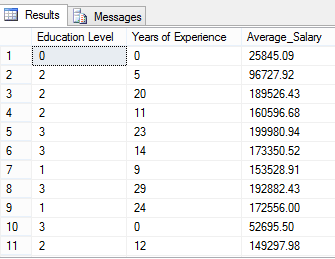 Results Messages
Education Level Years of Experience Average_Salary
1 0 0 25845.09
2 2 5 96727.92
3 2 20 189526.43
4 2 11 160596.68
5 3 23 199980.94
6 3 14 173350.52
7 1 9 153528.91
8 3 29 192882.43
9 1 24 172556.00
10 3 0 52695.50
11 2 12 149297.98